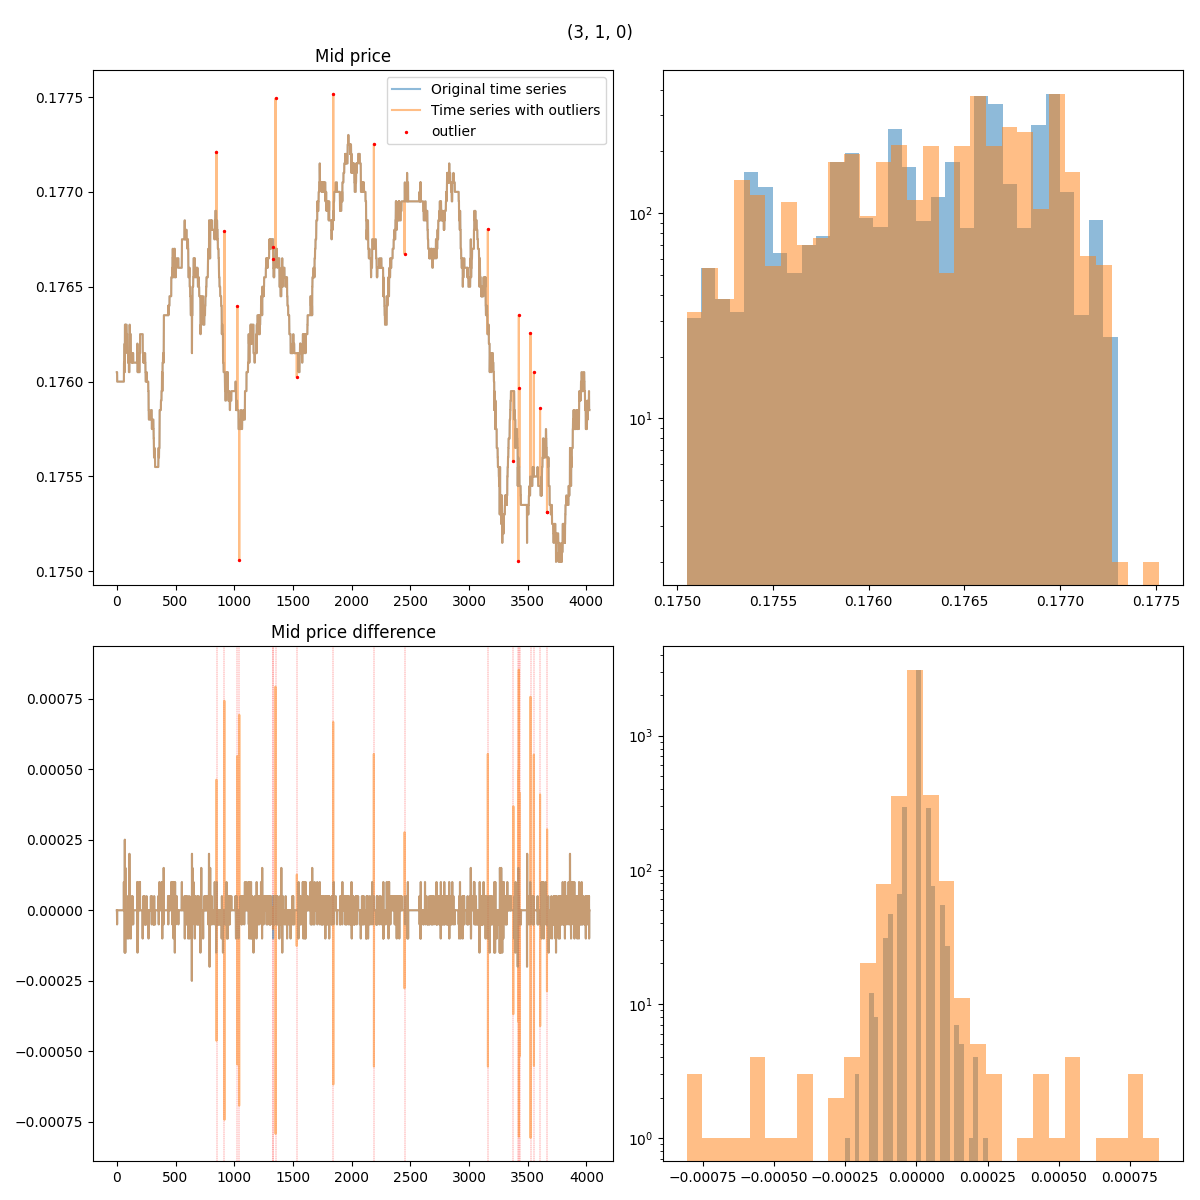 (3, 1, 0)
Mid price
Original time series
Time series with outliers
outlier
0.1775
0.1770
0.1765
0.1760
0.1755
0.1750
0 500 1000 1500 2000 2500 3000 3500 4000
10²
10¹
0.1750 0.1755 0.1760 0.1765 0.1770 0.1775
Mid price difference
0.00075
0.00050
0.00025
0.00000
−0.00025
−0.00050
−0.00075
0 500 1000 1500 2000 2500 3000 3500 4000
10³
10²
10¹
10⁰
−0.00075 −0.00050 −0.00025 0.00000 0.00025 0.00050 0.00075